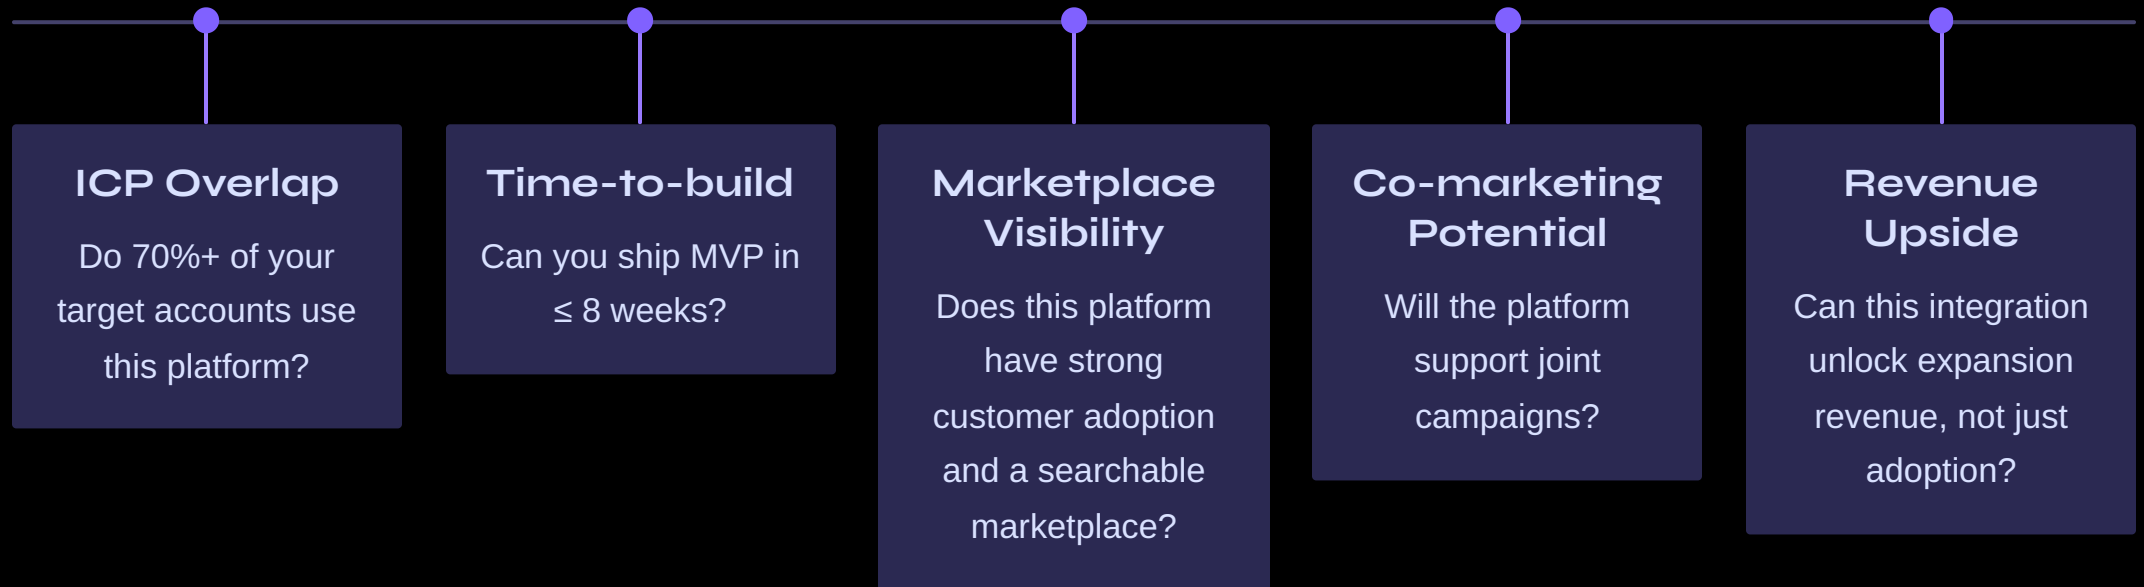 ICP Overlap
Do 70%+ of your
target accounts use
this platform?
Time-to-build
Can you ship MVP in
≤ 8 weeks?
Marketplace
Visibility
Does this platform
have strong
customer adoption
and a searchable
marketplace?
Co-marketing
Potential
Will the platform
support joint
campaigns?
Revenue
Upside
Can this integration
unlock expansion
revenue, not just
adoption?